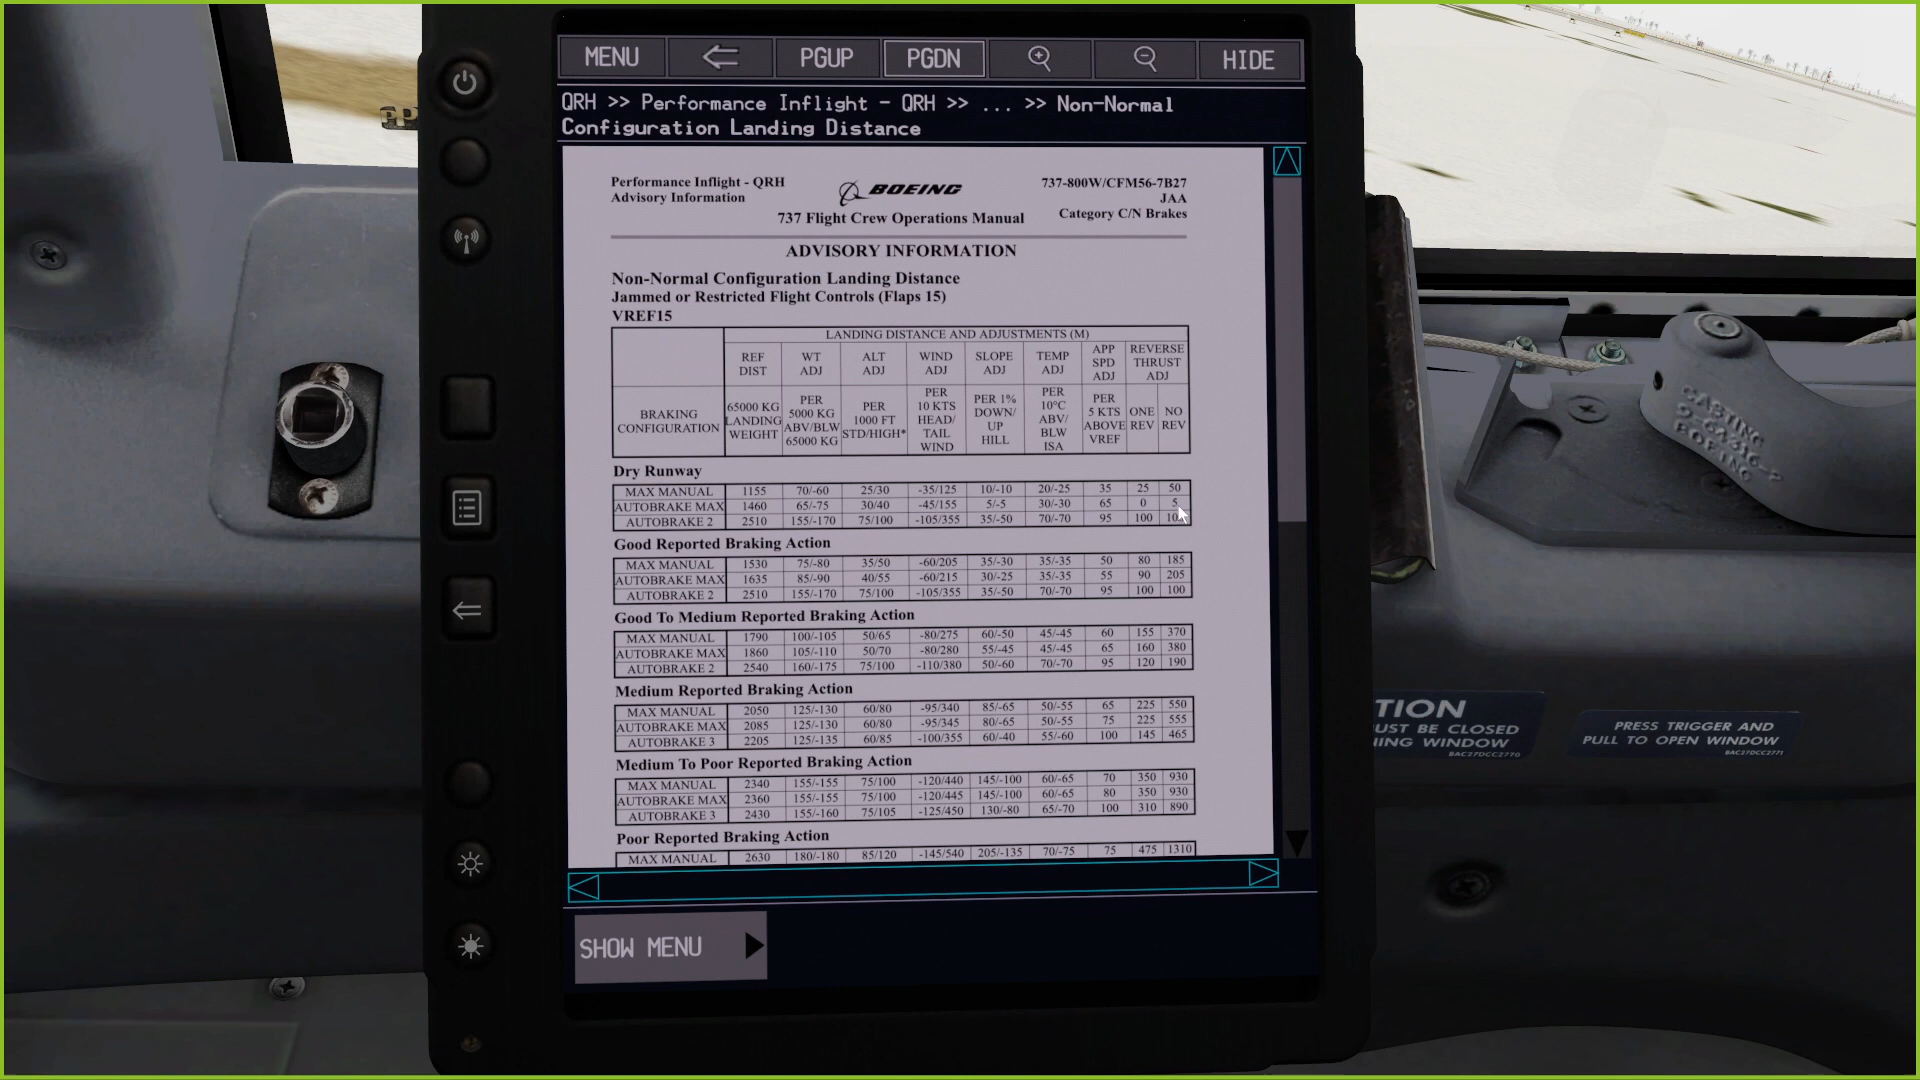 MENU PGUP PGDN HIDE
QRH >> Performance Inflight - QRH >> ... >> Non-Normal
Configuration Landing Distance
Performance Inflight - QRH
Advisory Information
BOEING
737 Flight Crew Operations Manual
737-800W/CFM56-7B27
JAA
Category C/N Brakes
ADVISORY INFORMATION
Non-Normal Configuration Landing Distance
Jammed or Restricted Flight Controls (Flaps 15)
VREF15
LANDING DISTANCE AND ADJUSTMENTS (M)
REF DIST WT ADJ ALT ADJ WIND ADJ SLOPE ADJ TEMP ADJ APP SPD ADJ REVERSE THRUST ADJ
BRAKING CONFIGURATION 65000 KG LANDING WEIGHT PER 5000 KG ABV/BLW 65000 KG PER 1000 FT STD/HIGH* PER 10 KTS HEAD/TAIL WIND PER 1% DOWN/UP HILL PER 10°C ABV/BLW ISA PER 5 KTS ABOVE VREF ONE REV NO REV
Dry Runway
MAX MANUAL 1155 70/-60 25/30 -35/125 10/-10 20/-25 35 25 50
AUTOBRAKE MAX 1460 65/-75 30/40 -45/155 5/-5 30/-30 65 0 5
AUTOBRAKE 2 2510 155/-170 75/100 -105/355 35/-50 70/-70 95 100
Good Reported Braking Action
MAX MANUAL 1530 75/-80 35/50 -60/205 35/-30 35/-35 50 80 185
AUTOBRAKE MAX 1635 85/-90 40/55 -60/215 30/-25 35/-35 55 90 205
AUTOBRAKE 2 2510 155/-170 75/100 -105/355 35/-50 70/-70 95 100 100
Good To Medium Reported Braking Action
MAX MANUAL 1790 100/-105 50/65 -80/275 60/-50 45/-45 60 155 370
AUTOBRAKE MAX 1860 105/-110 50/70 -80/280 55/-45 45/-45 65 160 380
AUTOBRAKE 2 2540 160/-175 75/100 -110/380 50/-60 70/-70 95 120 190
Medium Reported Braking Action
MAX MANUAL 2050 125/-130 60/80 -95/340 85/-65 50/-55 65 225 550
AUTOBRAKE MAX 2085 125/-130 60/80 -95/345 80/-65 50/-55 75 225 555
AUTOBRAKE 3 2205 125/-135 60/85 -100/355 60/-40 55/-60 100 145 465
Medium To Poor Reported Braking Action
MAX MANUAL 2340 155/-155 75/100 -120/440 145/-100 60/-65 70 350 930
AUTOBRAKE MAX 2360 155/-155 75/100 -120/445 145/-100 60/-65 80 350 930
AUTOBRAKE 3 2430 155/-160 75/105 -125/450 130/-80 65/-70 100 310 890
Poor Reported Braking Action
MAX MANUAL 2630 180/-180 85/120 -145/540 205/-135 70/-75 75 475 1310
SHOW MENU
CASTING
BOEING
TION
UST BE CLOSED
ING WINDOW
BAC27DCC2770
PRESS TRIGGER AND
PULL TO OPEN WINDOW
BAC27DCC2771